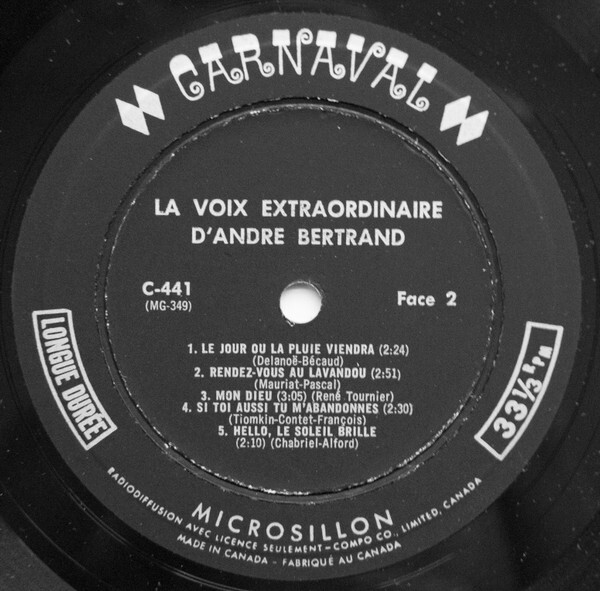 CARNAVAL
LA VOIX EXTRAORDINAIRE
D'ANDRE BERTRAND
C-441
(MG-349)
Face 2
1. LE JOUR OU LA PLUIE VIENDRA (2:24)
(Delanoë-Bécaud)
2. RENDEZ-VOUS AU LAVANDOU (2:51)
(Mauriat-Pascal)
3. MON DIEU (3:05) (René Tournier)
4. SI TOI AUSSI TU M'ABANDONNES (2:30)
(Tiomkin-Contet-François)
5. HELLO, LE SOLEIL BRILLE
(2:10) (Chabriel-Alford)
LONGUE DURÉE
33 1/3 r.p.m
MICROSILLON
RADIODIFFUSION AVEC LICENCE SEULEMENT-COMPO CO., LIMITED, CANADA
MADE IN CANADA - FABRIQUÉ AU CANADA